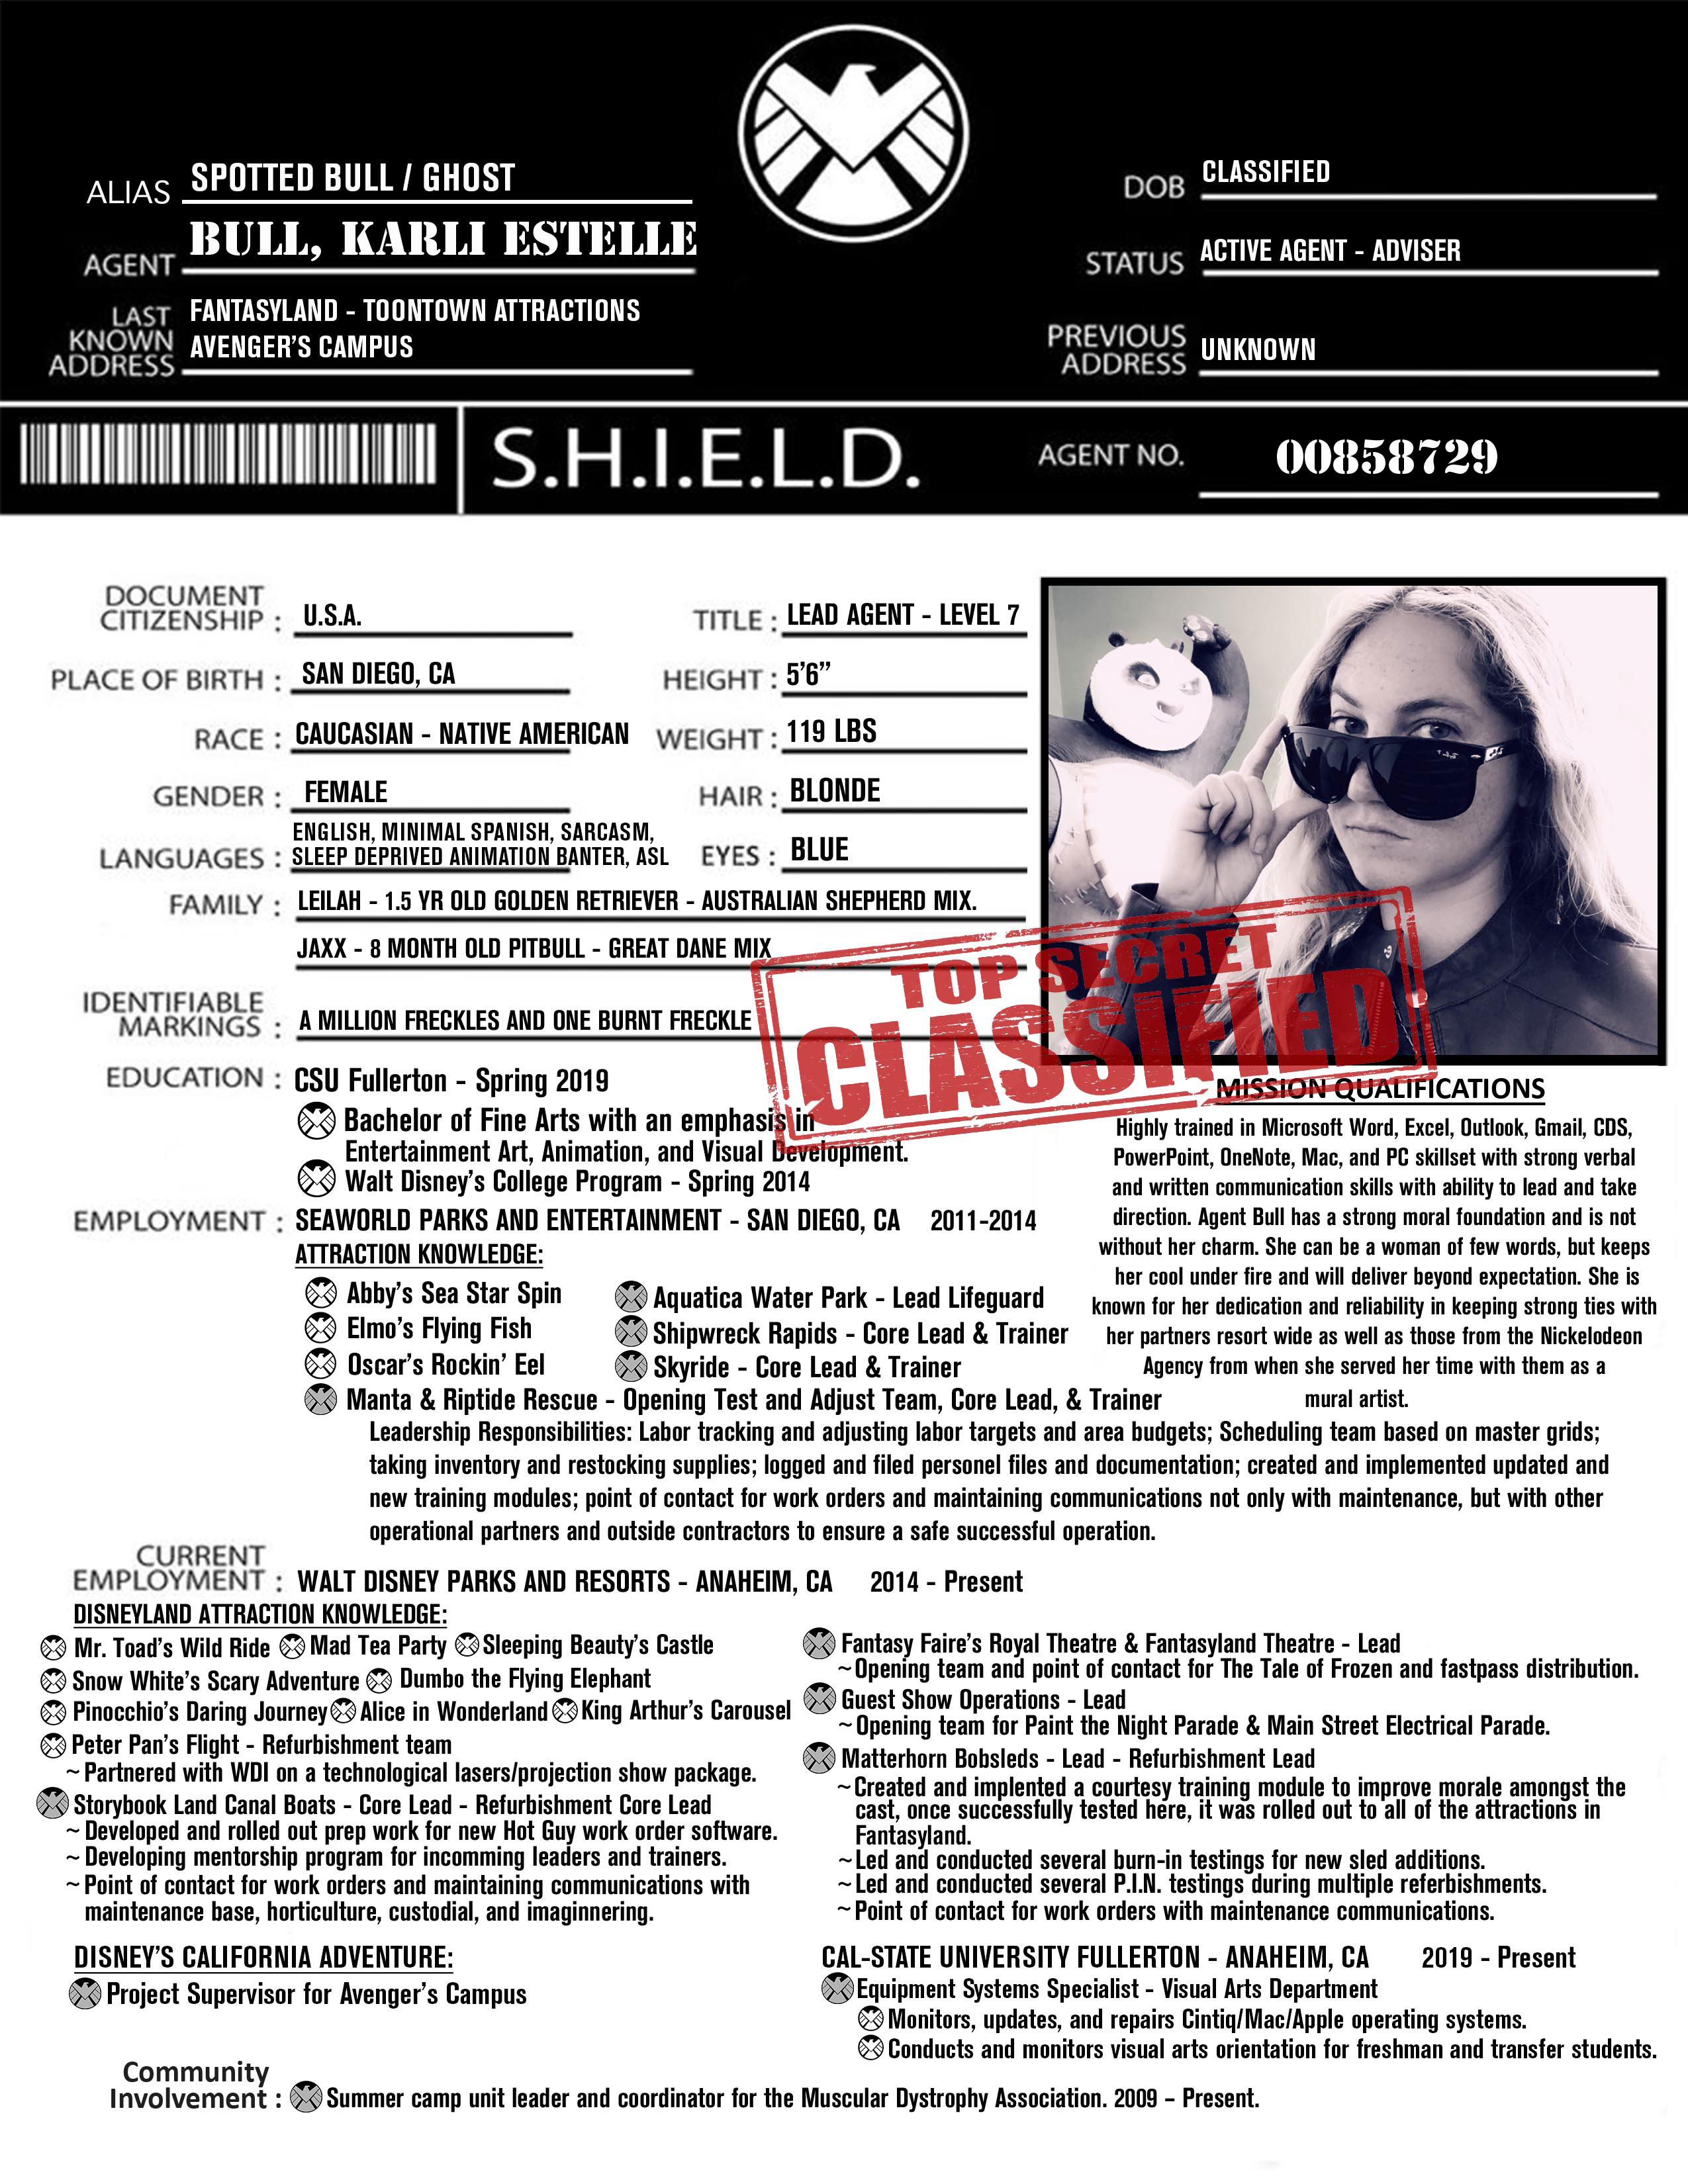 ALIAS SPOTTED BULL / GHOST
AGENT BULL, KARLI ESTELLE
LAST KNOWN ADDRESS FANTASYLAND - TOONTOWN ATTRACTIONS
AVENGER'S CAMPUS
DOB CLASSIFIED
STATUS ACTIVE AGENT - ADVISER
PREVIOUS ADDRESS UNKNOWN
S.H.I.E.L.D.
AGENT NO. 00858729
DOCUMENT CITIZENSHIP : U.S.A.
PLACE OF BIRTH : SAN DIEGO, CA
RACE : CAUCASIAN - NATIVE AMERICAN
GENDER : FEMALE
LANGUAGES : ENGLISH, MINIMAL SPANISH, SARCASM,
SLEEP DEPRIVED ANIMATION BANTER, ASL
TITLE : LEAD AGENT - LEVEL 7
HEIGHT : 5'6"
WEIGHT : 119 LBS
HAIR : BLONDE
EYES : BLUE
FAMILY : LEILAH - 1.5 YR OLD GOLDEN RETRIEVER - AUSTRALIAN SHEPHERD MIX.
JAXX - 8 MONTH OLD PITBULL - GREAT DANE MIX
IDENTIFIABLE MARKINGS : A MILLION FRECKLES AND ONE BURNT FRECKLE
TOP SECRET
CLASSIFIED
EDUCATION : CSU Fullerton - Spring 2019
Bachelor of Fine Arts with an emphasis in
Entertainment Art, Animation, and Visual Development.
Walt Disney's College Program - Spring 2014
MISSION QUALIFICATIONS
Highly trained in Microsoft Word, Excel, Outlook, Gmail, CDS,
PowerPoint, OneNote, Mac, and PC skillset with strong verbal
and written communication skills with ability to lead and take
direction. Agent Bull has a strong moral foundation and is not
without her charm. She can be a woman of few words, but keeps
her cool under fire and will deliver beyond expectation. She is
known for her dedication and reliability in keeping strong ties with
her partners resort wide as well as those from the Nickelodeon
Agency from when she served her time with them as a
mural artist.
EMPLOYMENT : SEAWORLD PARKS AND ENTERTAINMENT - SAN DIEGO, CA 2011-2014
ATTRACTION KNOWLEDGE:
Abby's Sea Star Spin
Elmo's Flying Fish
Oscar's Rockin' Eel
Aquatica Water Park - Lead Lifeguard
Shipwreck Rapids - Core Lead & Trainer
Skyride - Core Lead & Trainer
Manta & Riptide Rescue - Opening Test and Adjust Team, Core Lead, & Trainer
Leadership Responsibilities: Labor tracking and adjusting labor targets and area budgets; Scheduling team based on master grids;
taking inventory and restocking supplies; logged and filed personel files and documentation; created and implemented updated and
new training modules; point of contact for work orders and maintaining communications not only with maintenance, but with other
operational partners and outside contractors to ensure a safe successful operation.
CURRENT EMPLOYMENT : WALT DISNEY PARKS AND RESORTS - ANAHEIM, CA 2014 - Present
DISNEYLAND ATTRACTION KNOWLEDGE:
Mr. Toad's Wild Ride Mad Tea Party Sleeping Beauty's Castle
Snow White's Scary Adventure Dumbo the Flying Elephant
Pinocchio's Daring Journey Alice in Wonderland King Arthur's Carousel
Peter Pan's Flight - Refurbishment team
~ Partnered with WDI on a technological lasers/projection show package.
Storybook Land Canal Boats - Core Lead - Refurbishment Core Lead
~ Developed and rolled out prep work for new Hot Guy work order software.
~ Developing mentorship program for incomming leaders and trainers.
~ Point of contact for work orders and maintaining communications with
maintenance base, horticulture, custodial, and imaginnering.
Fantasy Faire's Royal Theatre & Fantasyland Theatre - Lead
~ Opening team and point of contact for The Tale of Frozen and fastpass distribution.
Guest Show Operations - Lead
~ Opening team for Paint the Night Parade & Main Street Electrical Parade.
Matterhorn Bobsleds - Lead - Refurbishment Lead
~ Created and implented a courtesy training module to improve morale amongst the
cast, once successfully tested here, it was rolled out to all of the attractions in
Fantasyland.
~ Led and conducted several burn-in testings for new sled additions.
~ Led and conducted several P.I.N. testings during multiple referbishments.
~ Point of contact for work orders with maintenance communications.
DISNEY'S CALIFORNIA ADVENTURE:
Project Supervisor for Avenger's Campus
CAL-STATE UNIVERSITY FULLERTON - ANAHEIM, CA 2019 - Present
Equipment Systems Specialist - Visual Arts Department
Monitors, updates, and repairs Cintiq/Mac/Apple operating systems.
Conducts and monitors visual arts orientation for freshman and transfer students.
Community Involvement : Summer camp unit leader and coordinator for the Muscular Dystrophy Association. 2009 – Present.